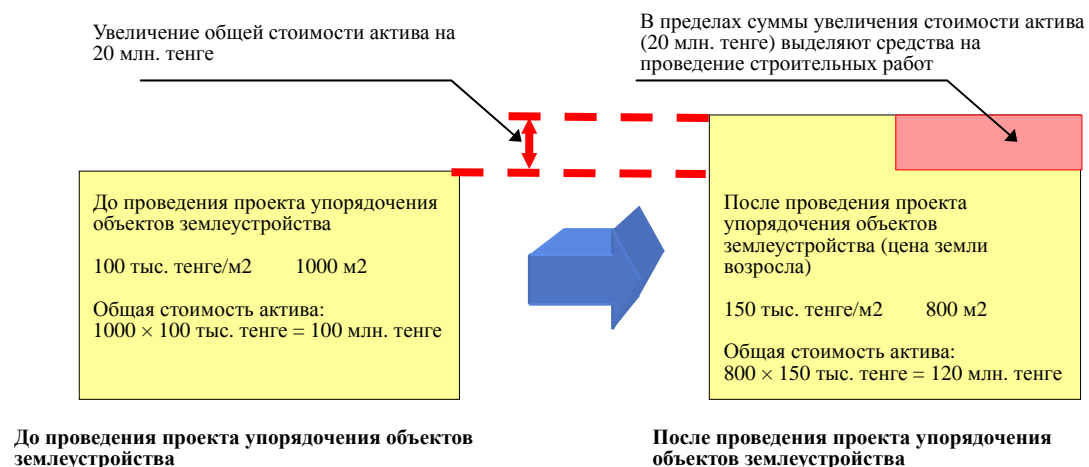 Увеличение общей стоимости актива на
20 млн. тенге
В пределах суммы увеличения стоимости актива
(20 млн. тенге) выделяют средства на
проведение строительных работ
До проведения проекта упорядочения
объектов землеустройства
100 тыс. тенге/м2 1000 м2
Общая стоимость актива:
1000 × 100 тыс. тенге = 100 млн. тенге
После проведения проекта
упорядочения объектов
землеустройства (цена земли
возросла)
150 тыс. тенге/м2 800 м2
Общая стоимость актива:
800 × 150 тыс. тенге = 120 млн. тенге
До проведения проекта упорядочения объектов
землеустройства
После проведения проекта упорядочения
объектов землеустройства